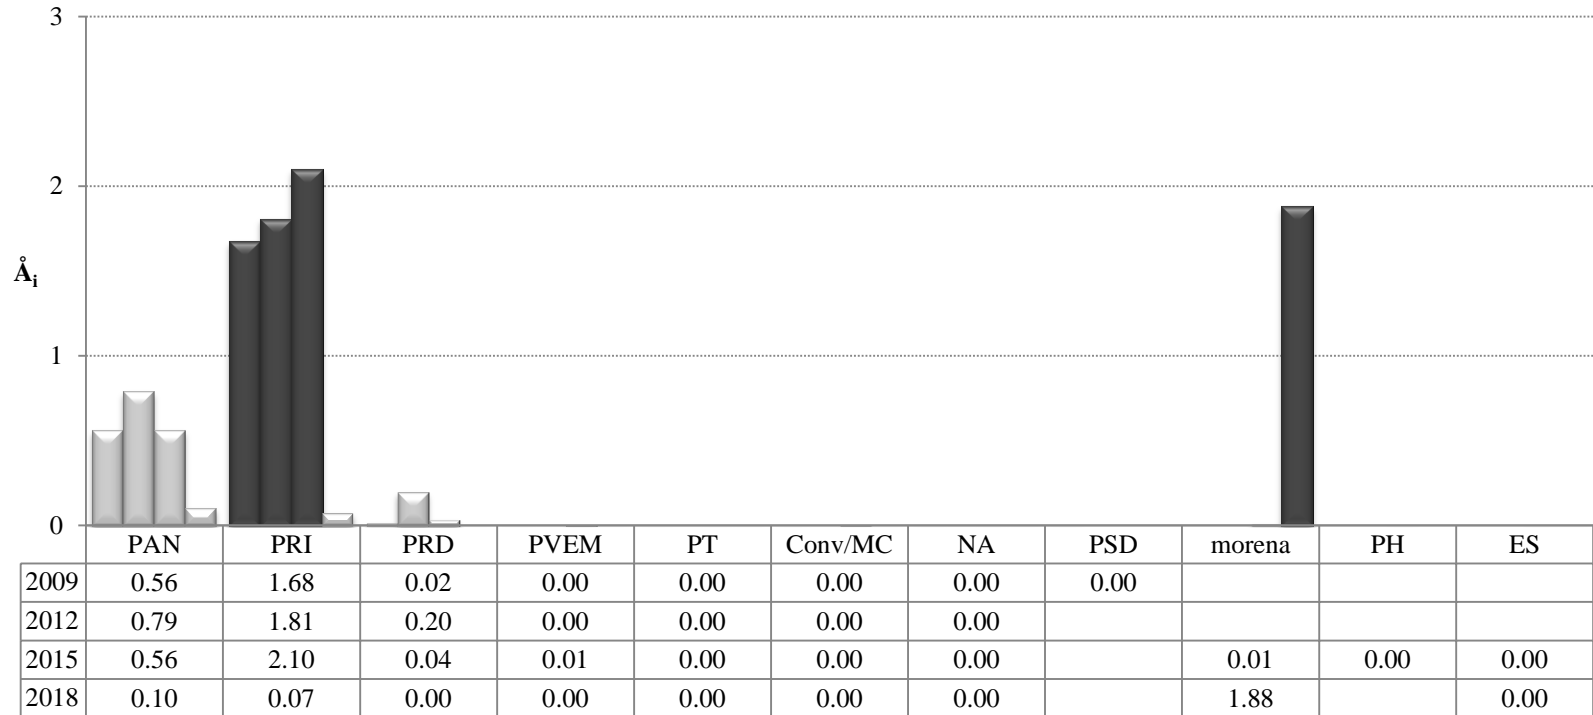 3
2
Åi
1
0
PAN PRI PRD PVEM PT Conv/MC NA PSD morena PH ES
2009 0.56 1.68 0.02 0.00 0.00 0.00 0.00 0.00
2012 0.79 1.81 0.20 0.00 0.00 0.00 0.00
2015 0.56 2.10 0.04 0.01 0.00 0.00 0.00 0.01 0.00 0.00
2018 0.10 0.07 0.00 0.00 0.00 0.00 0.00 1.88 0.00